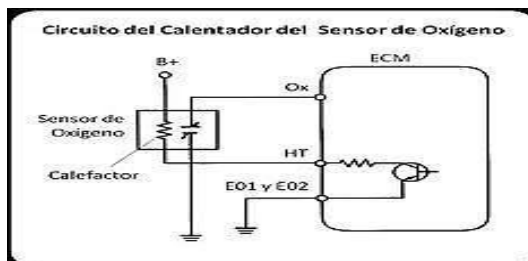 Circuito del Calentador del Sensor de Oxígeno
B+
ECM
Ox
Sensor de
Oxigeno
HT
Calefactor
E01 y E02